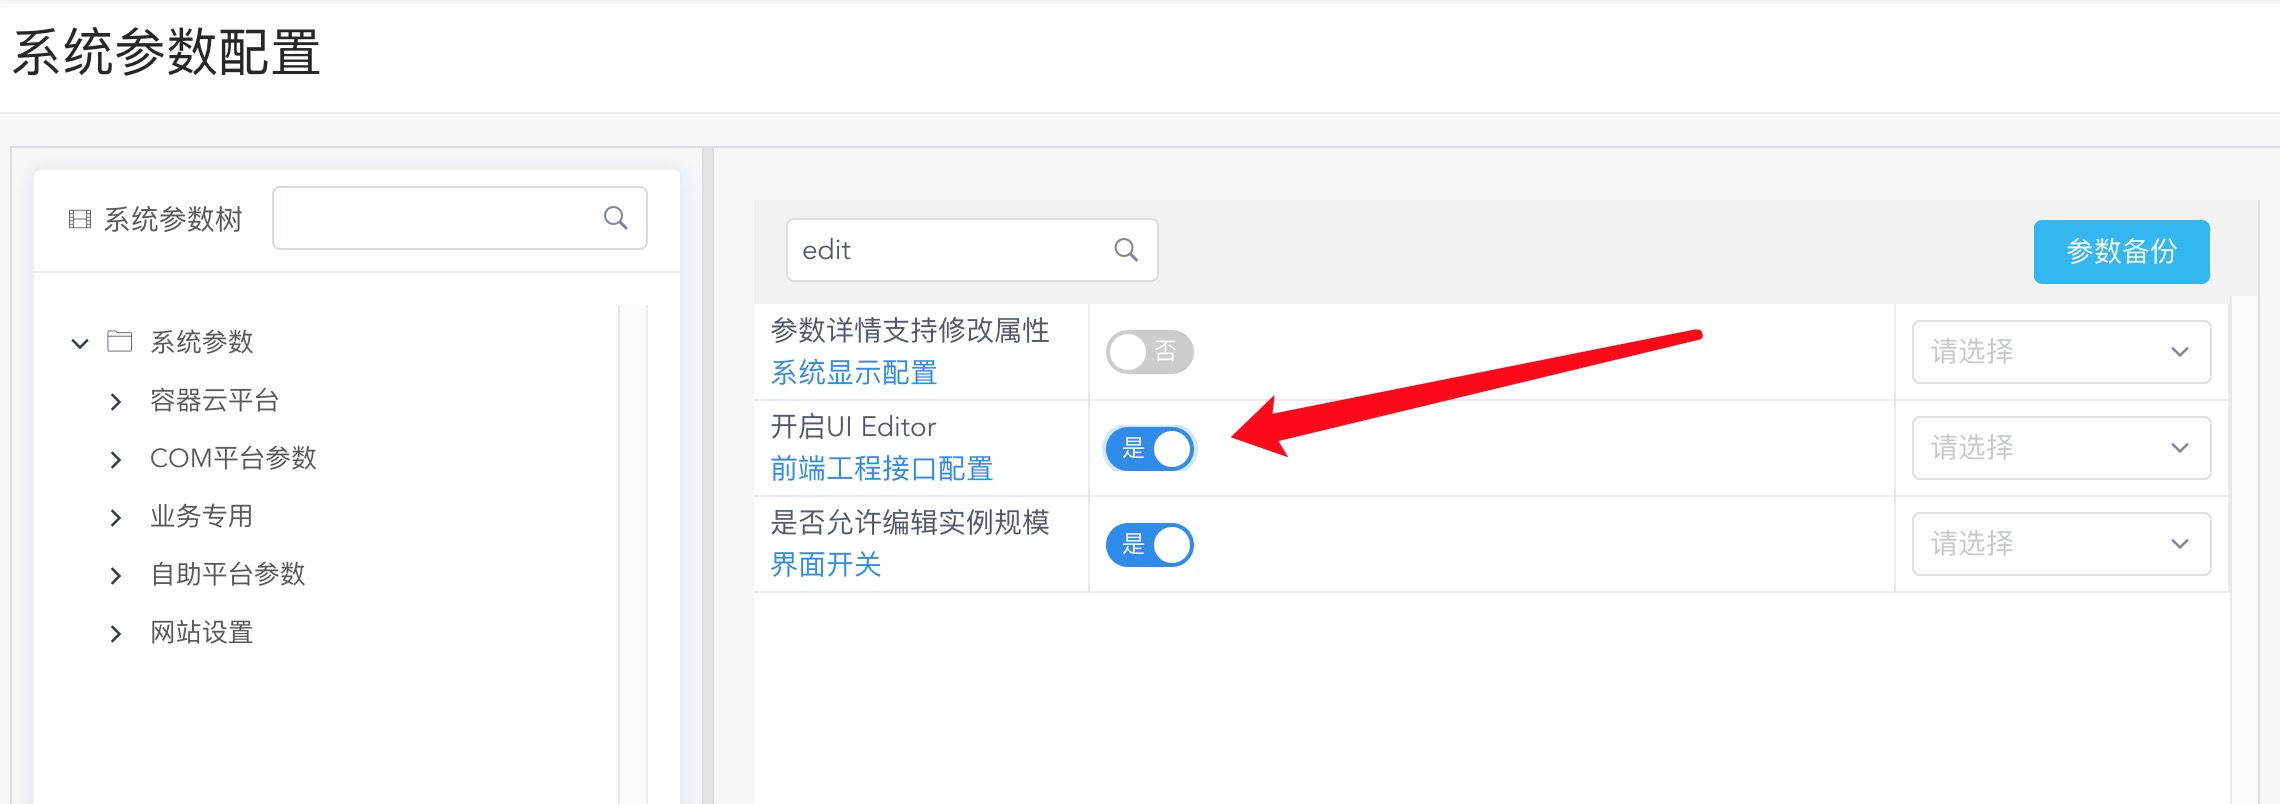 系统参数配置
系统参数树
系统参数
容器云平台
COM平台参数
业务专用
自助平台参数
网站设置
edit
参数备份
参数详情支持修改属性
系统显示配置
否
请选择
开启UI Editor
前端工程接口配置
是
请选择
是否允许编辑实例规模
界面开关
是
请选择